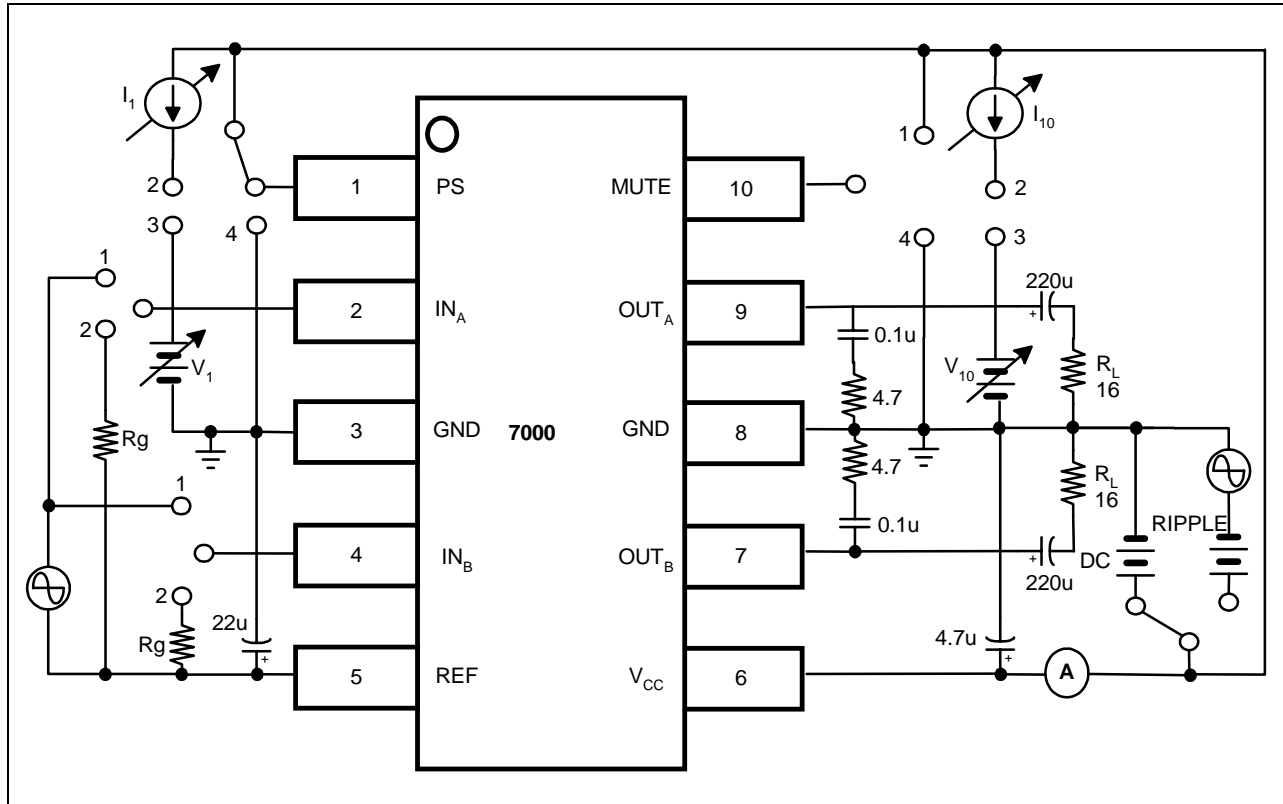 I1
I10
1
2
2
3
4
4
3
1
PS
MUTE
10
1
2
INA
OUTA
9
220u
+
2
V1
0.1u
V10
RL
16
4.7
Rg
3
GND
7000
GND
8
4.7
RL
16
1
0.1u
RIPPLE
DC
4
INB
OUTB
7
+
220u
2
Rg
22u
+
4.7u
+
5
REF
VCC
6
A